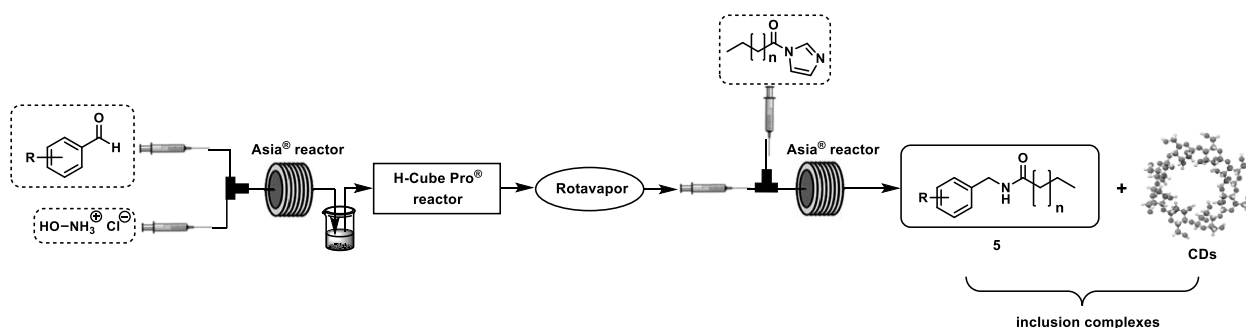 O
N
N
n
O
R
H
HO–NH3⊕ Cl⊖
Asia® reactor
H-Cube Pro®
reactor
Rotavapor
Asia® reactor
O
R
N
H
n
5
+
CDs
inclusion complexes